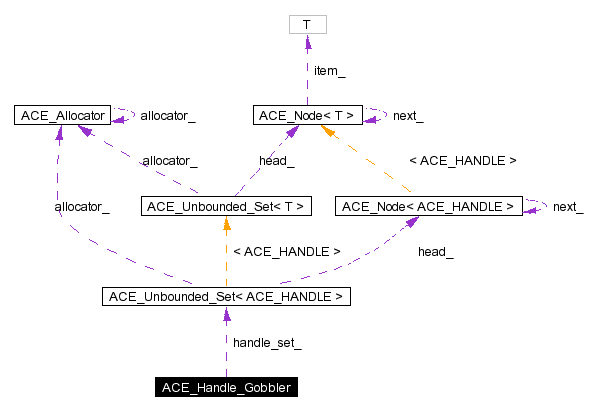 T
item_
ACE_Allocator
allocator_
ACE_Node< T >
next_
allocator_
head_
< ACE_HANDLE >
allocator_
ACE_Unbounded_Set< T >
ACE_Node< ACE_HANDLE >
next_
< ACE_HANDLE >
head_
ACE_Unbounded_Set< ACE_HANDLE >
handle_set_
ACE_Handle_Gobbler